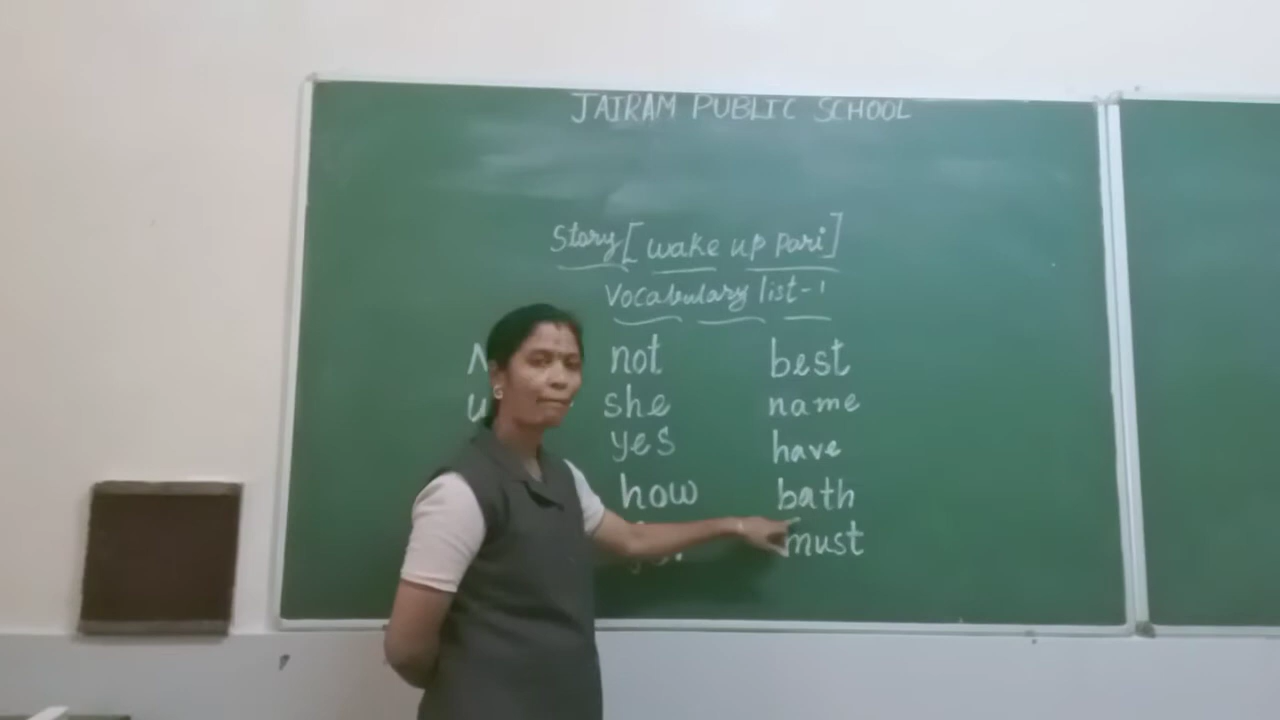 JAIRAM PUBLIC SCHOOL
Story [wake up pari]
Vocabulary list-1
not best
she name
yes have
how bath
must